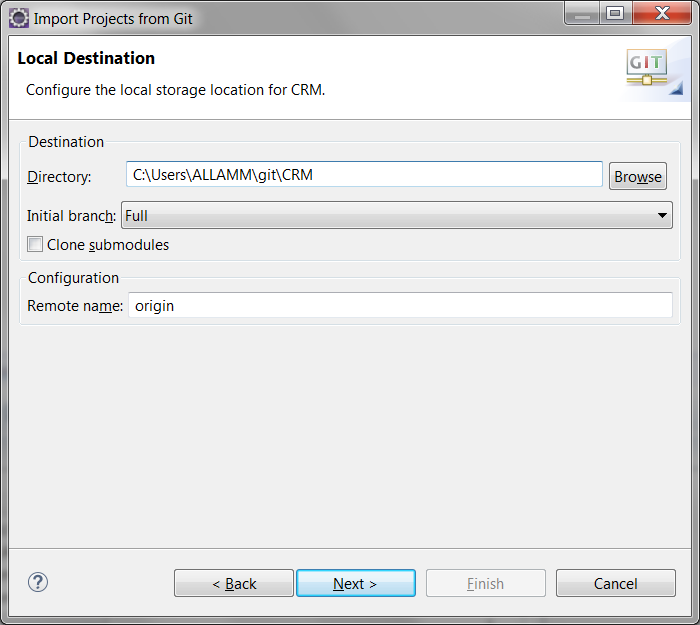 Import Projects from Git
Local Destination
Configure the local storage location for CRM.
GIT
Destination
Directory: C:\Users\ALLAMM\git\CRM Browse
Initial branch: Full
Clone submodules
Configuration
Remote name: origin
? < Back Next > Finish Cancel